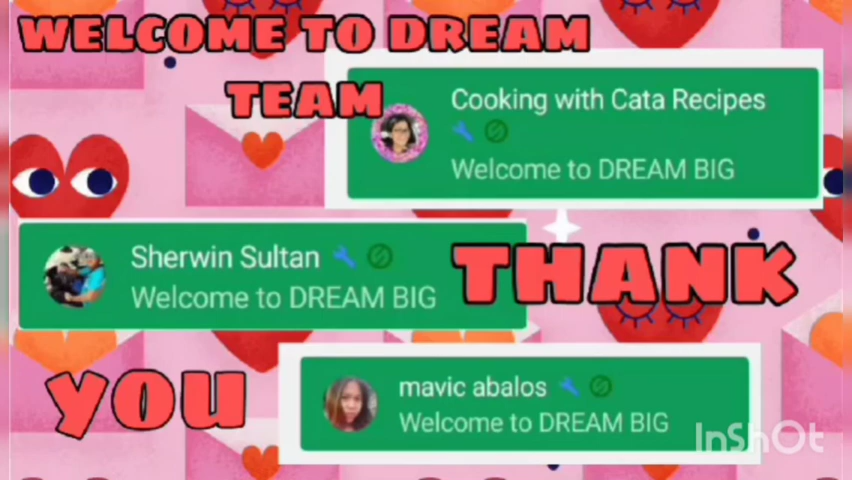 WELCOME TO DREAM
TEAM
Cooking with Cata Recipes
Welcome to DREAM BIG
Sherwin Sultan
Welcome to DREAM BIG
THANK
YOU
mavic abalos
Welcome to DREAM BIG
InShOt